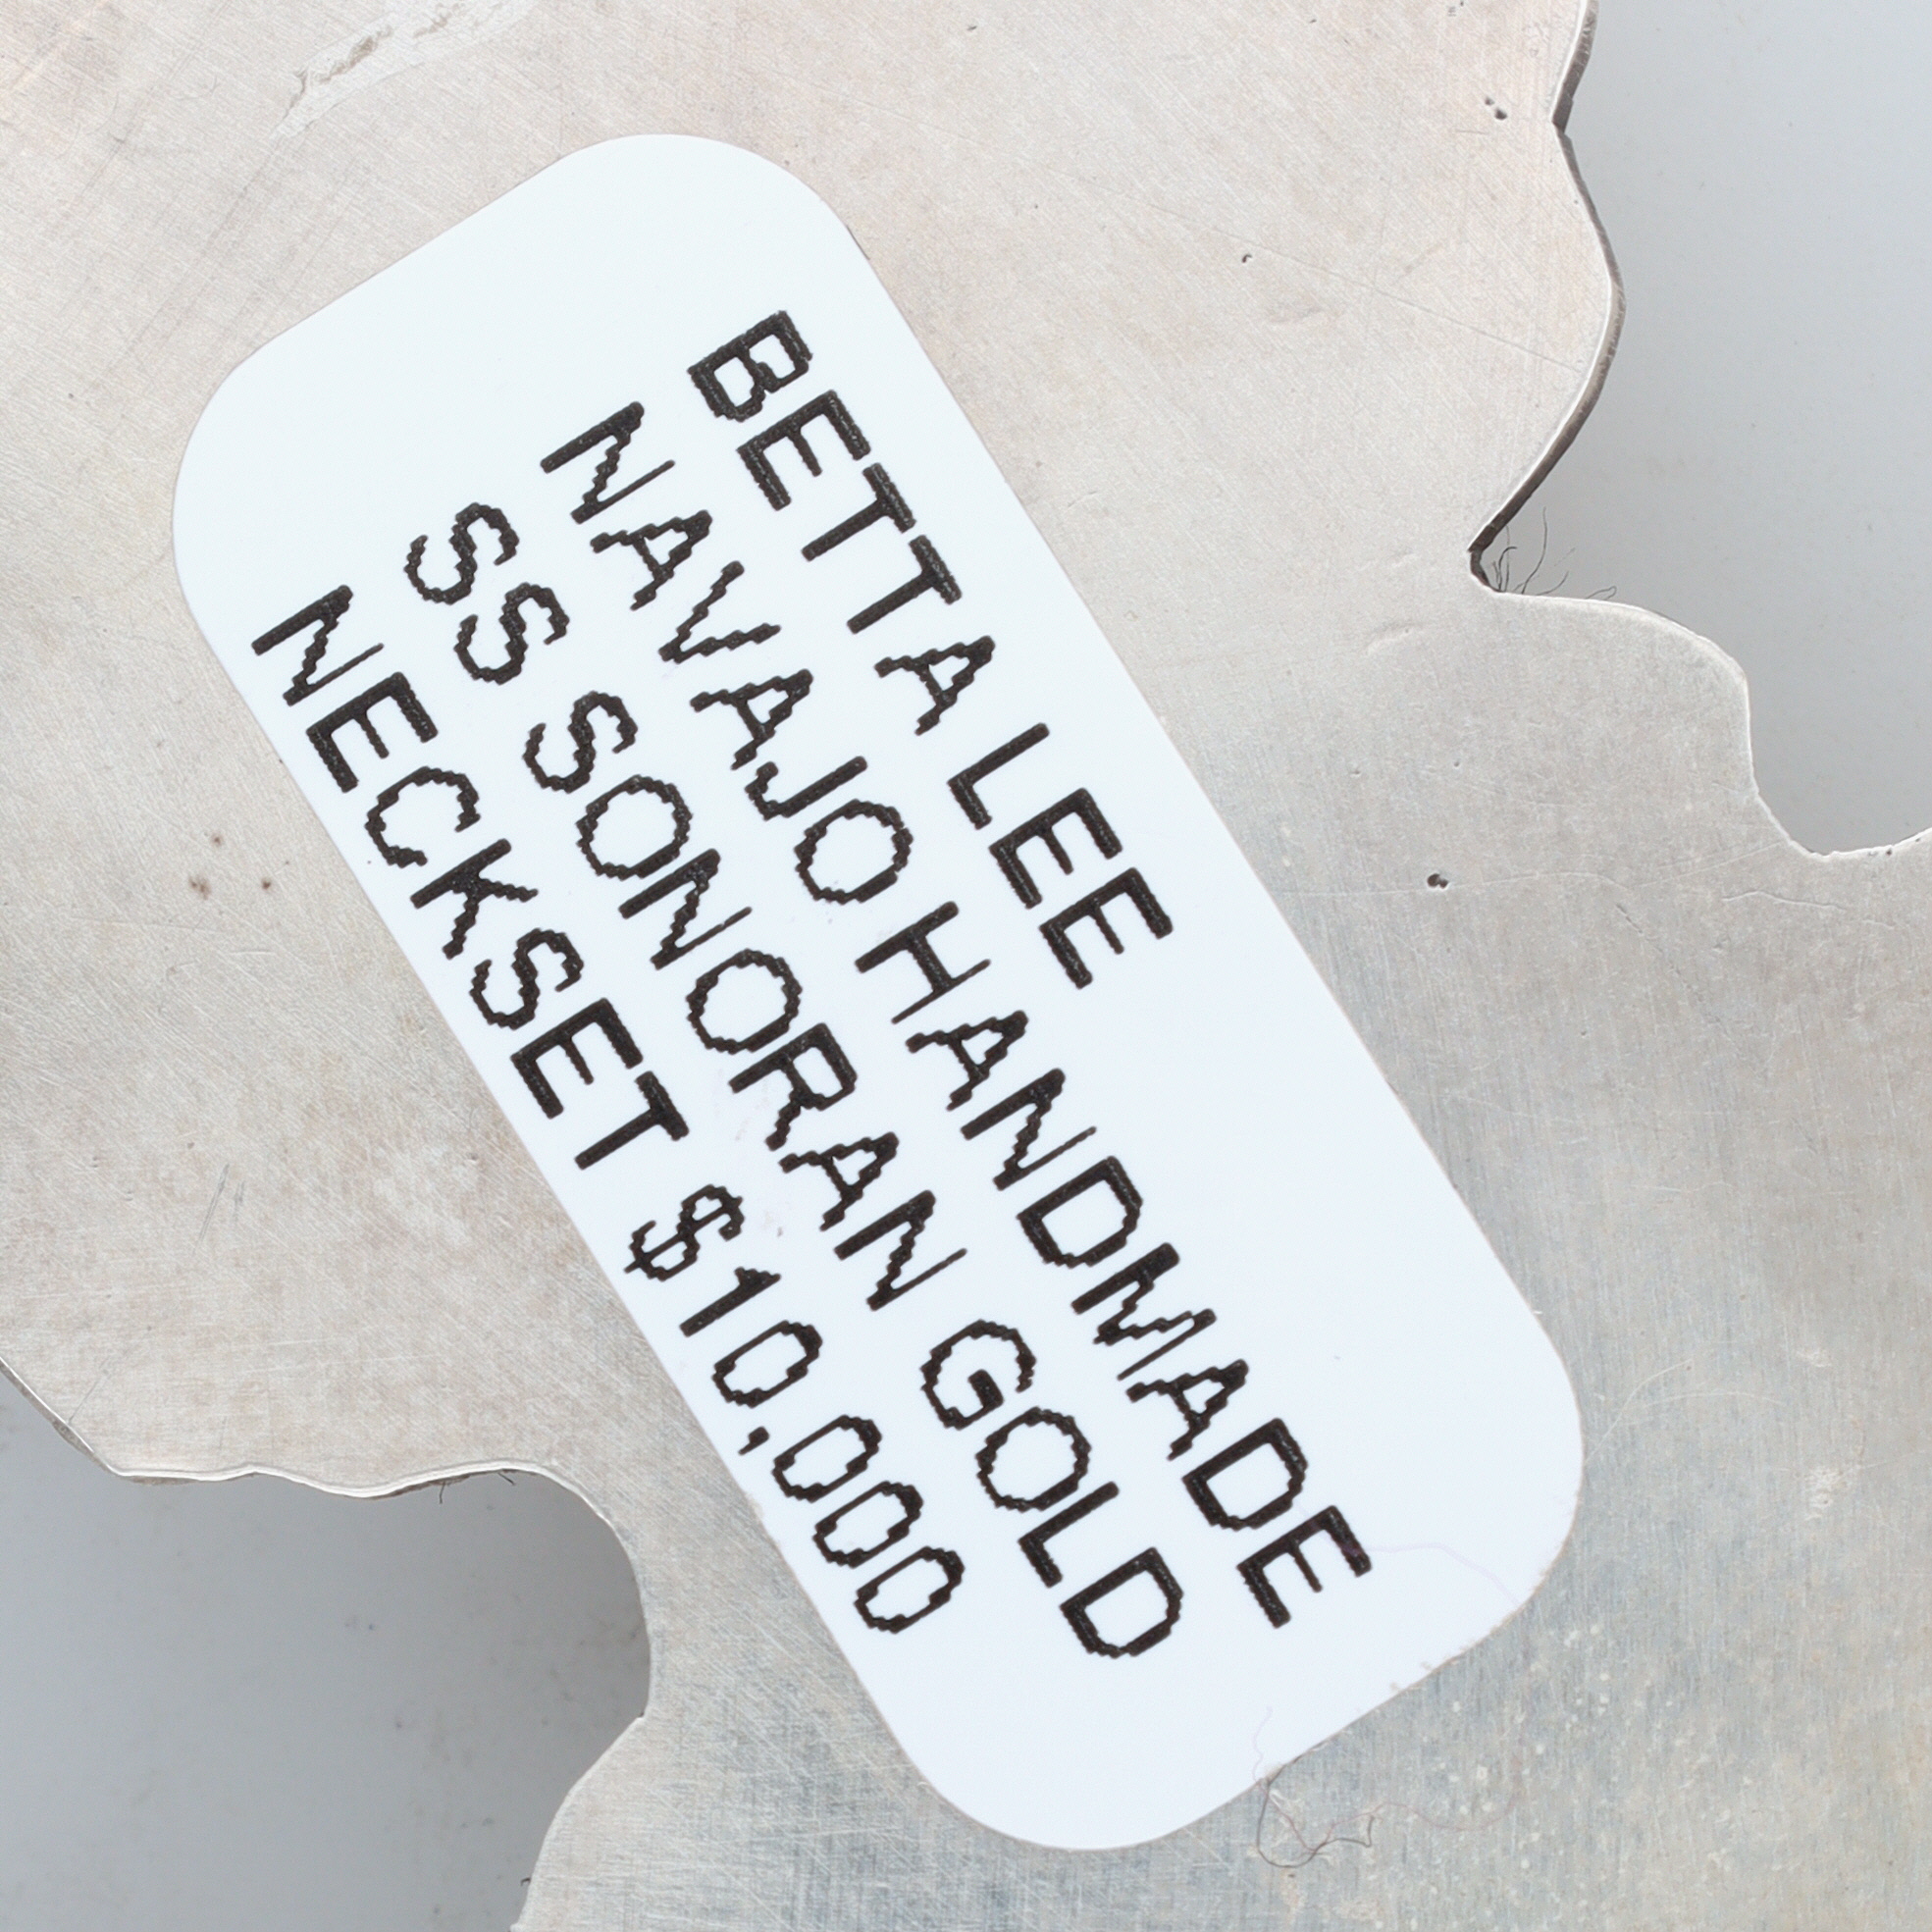 BETTA LEE
NAVAJO HANDMADE
SS SONORAN GOLD
NECKSET $10,000